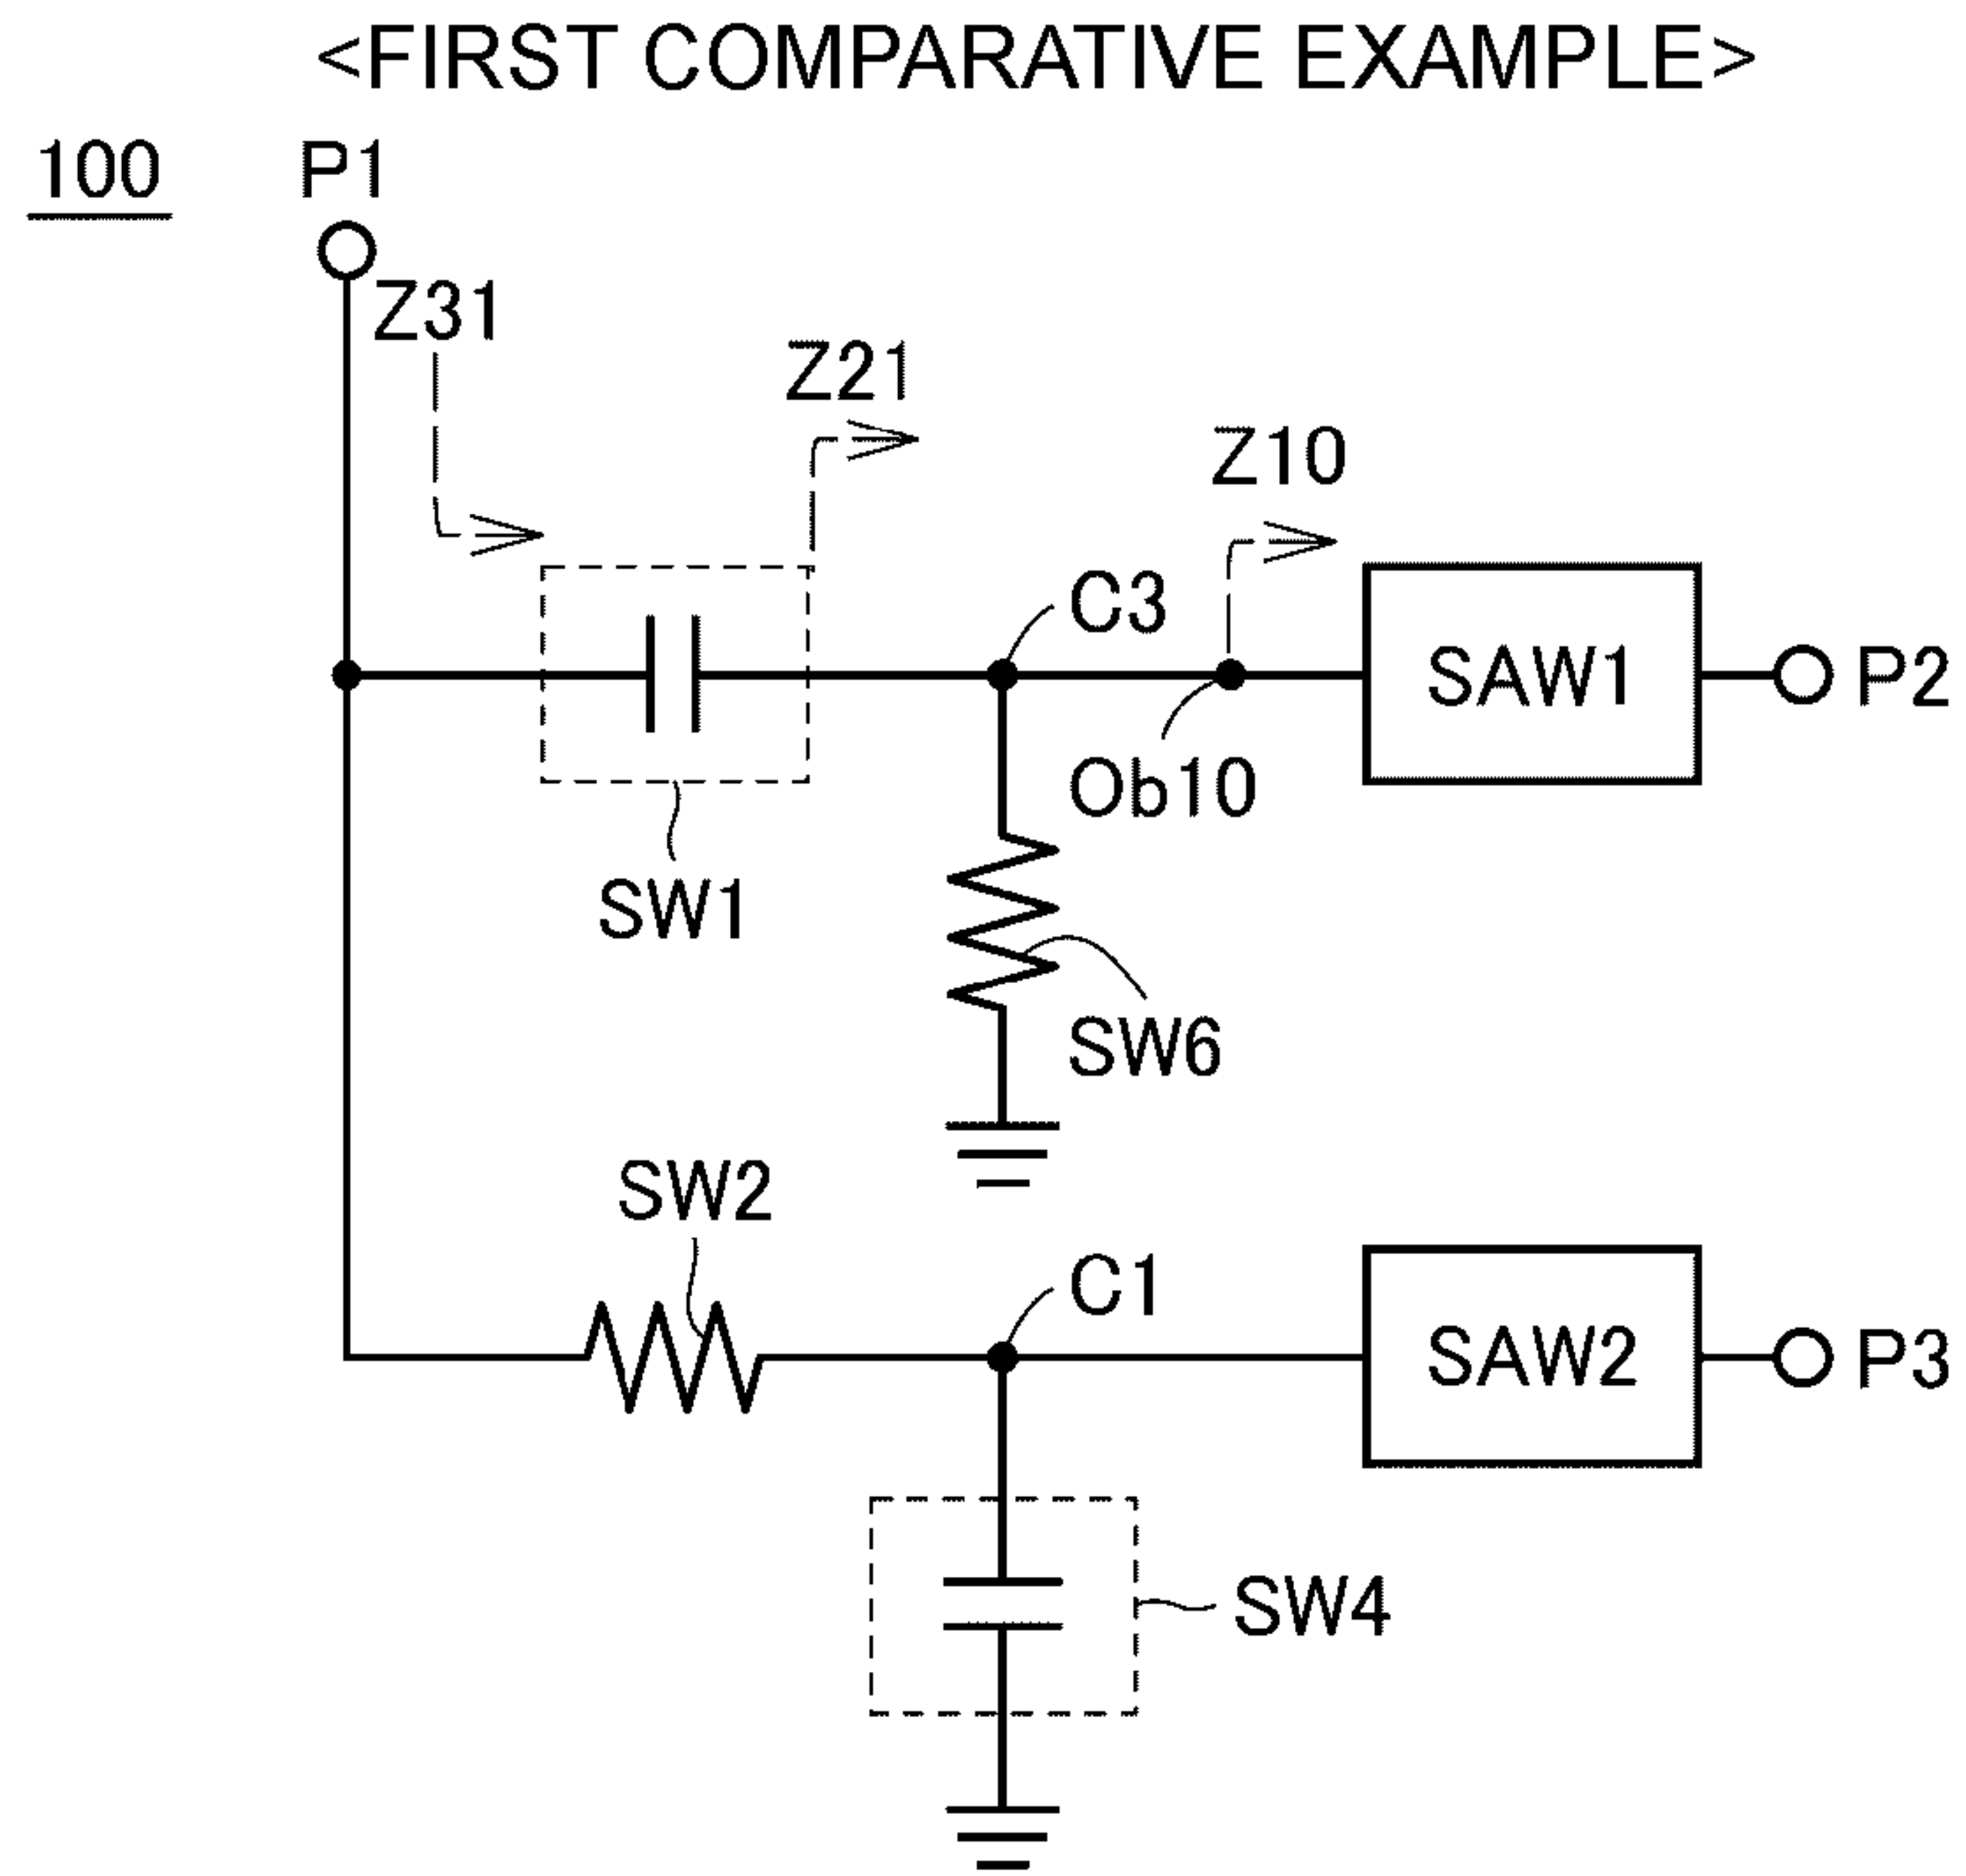 <FIRST COMPARATIVE EXAMPLE>
100
P1
Z31
Z21
Z10
C3
SAW1
P2
Ob10
SW1
SW6
SW2
C1
SAW2
P3
SW4